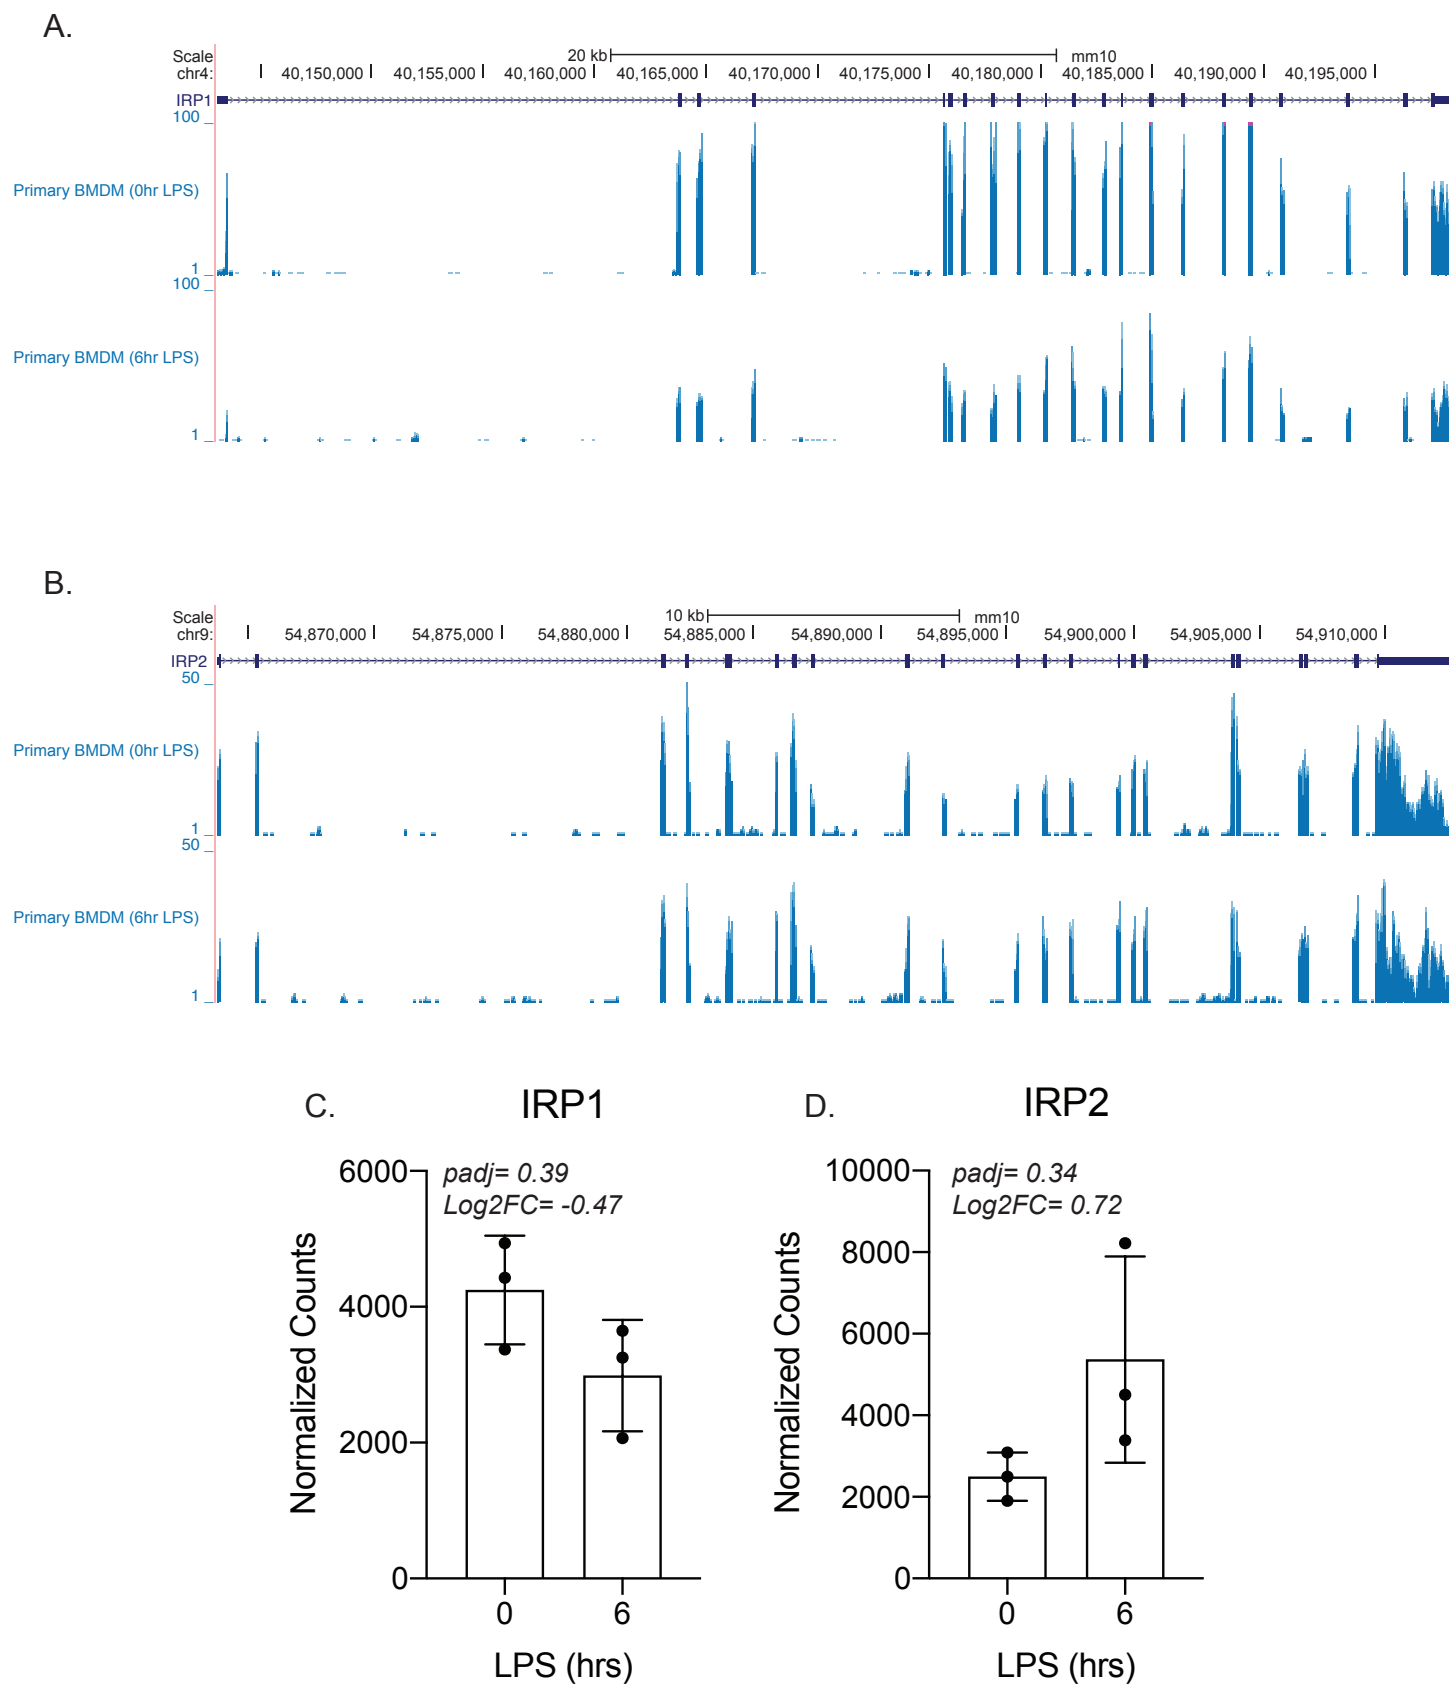 A.
Scale 20 kb mm10
chr4: 40,150,000 40,155,000 40,160,000 40,165,000 40,170,000 40,175,000 40,180,000 40,185,000 40,190,000 40,195,000
IRP1
100
Primary BMDM (0hr LPS)
1
100
Primary BMDM (6hr LPS)
1
B.
Scale 10 kb mm10
chr9: 54,870,000 54,875,000 54,880,000 54,885,000 54,890,000 54,895,000 54,900,000 54,905,000 54,910,000
IRP2
50
Primary BMDM (0hr LPS)
1
50
Primary BMDM (6hr LPS)
1
C. IRP1
6000
padj= 0.39
Log2FC= -0.47
4000
2000
0
Normalized Counts
0 6
LPS (hrs)
D. IRP2
10000
padj= 0.34
Log2FC= 0.72
8000
6000
4000
2000
0
Normalized Counts
0 6
LPS (hrs)